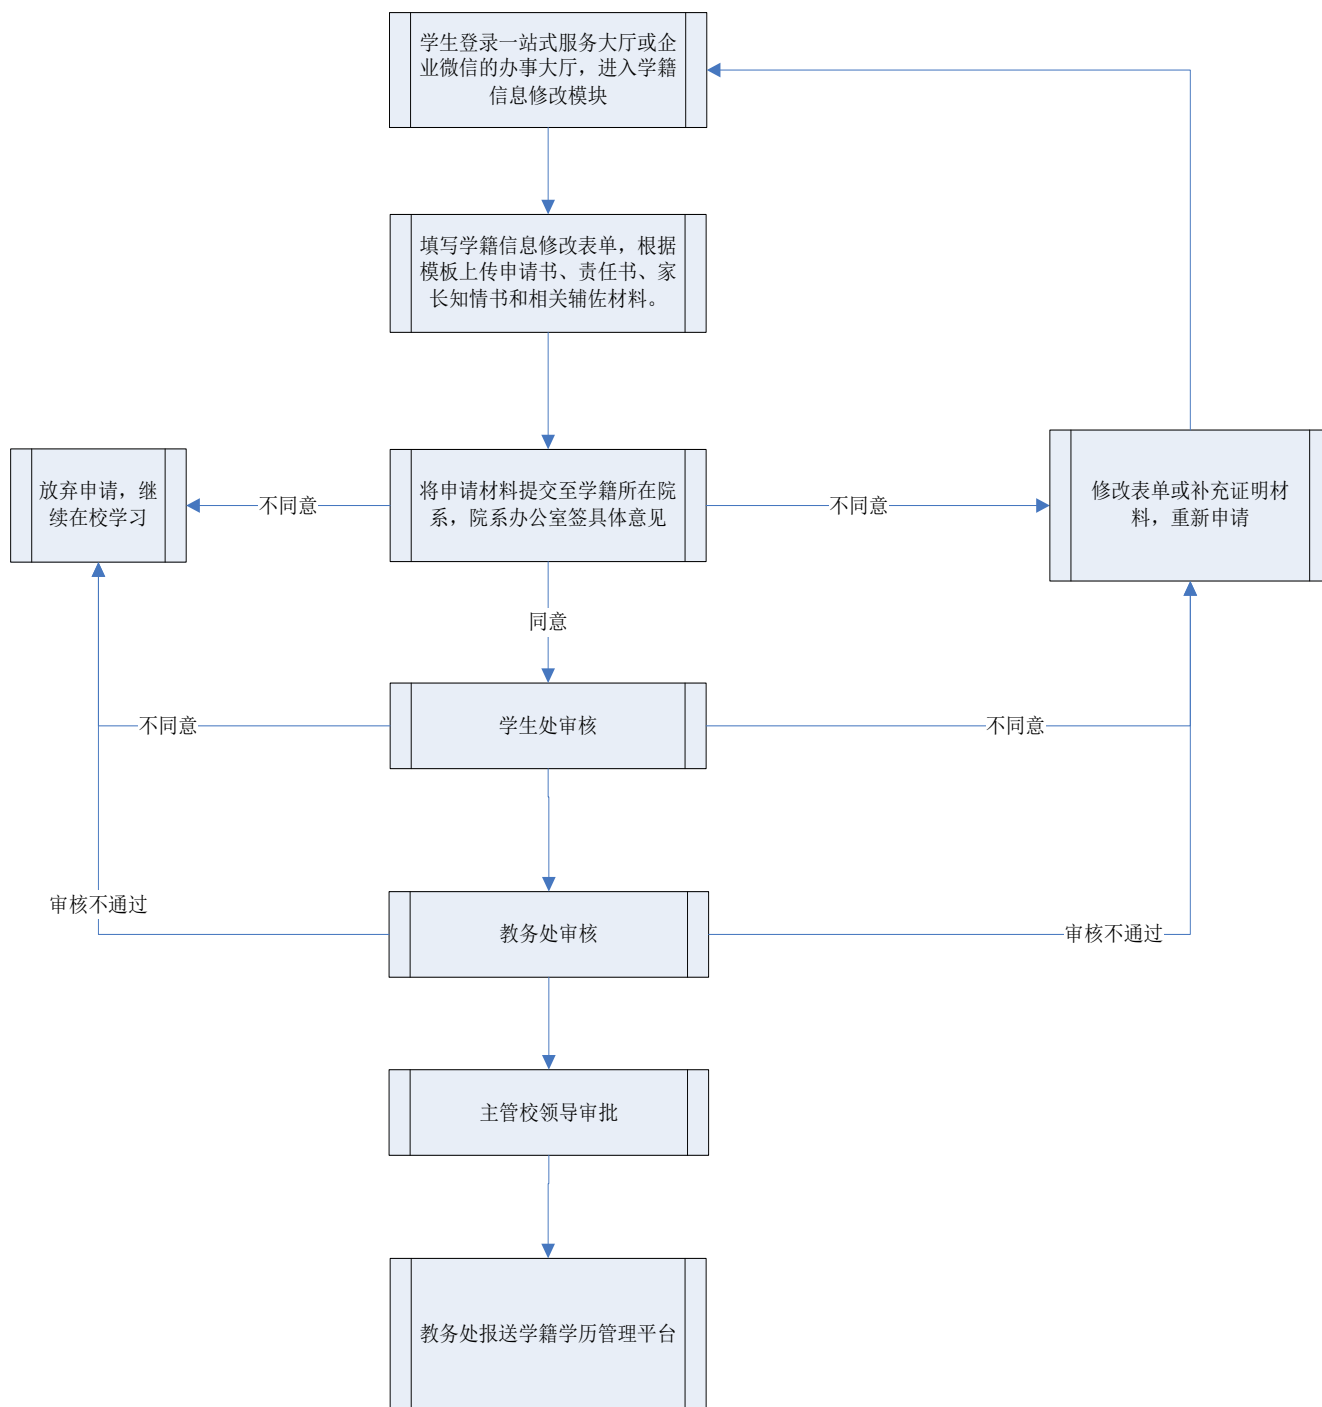 学生登录一站式服务大厅或企
业微信的办事大厅，进入学籍
信息修改模块
填写学籍信息修改表单，根据
模板上传申请书、责任书、家
长知情书和相关辅佐材料。
放弃申请，继
续在校学习
不同意
将申请材料提交至学籍所在院
系，院系办公室签具体意见
不同意
修改表单或补充证明材
料，重新申请
同意
不同意
学生处审核
不同意
审核不通过
教务处审核
审核不通过
主管校领导审批
教务处报送学籍学历管理平台